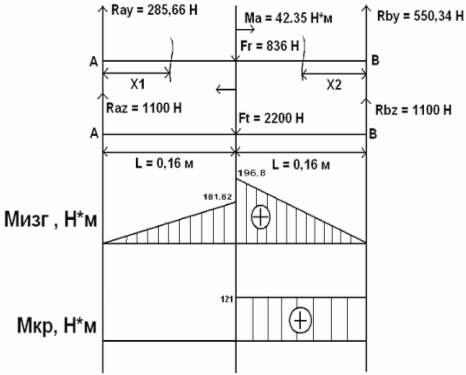 Ray = 285,66 Н
Ma = 42.35 Н*м
Rby = 550,34 Н
Fr = 836 Н
A
B
X1
X2
Raz = 1100 Н
Rbz = 1100 Н
Ft = 2200 Н
A
B
L = 0,16 м
L = 0,16 м
196,8
181,82
Мизг , Н*м
121
Мкр, Н*м